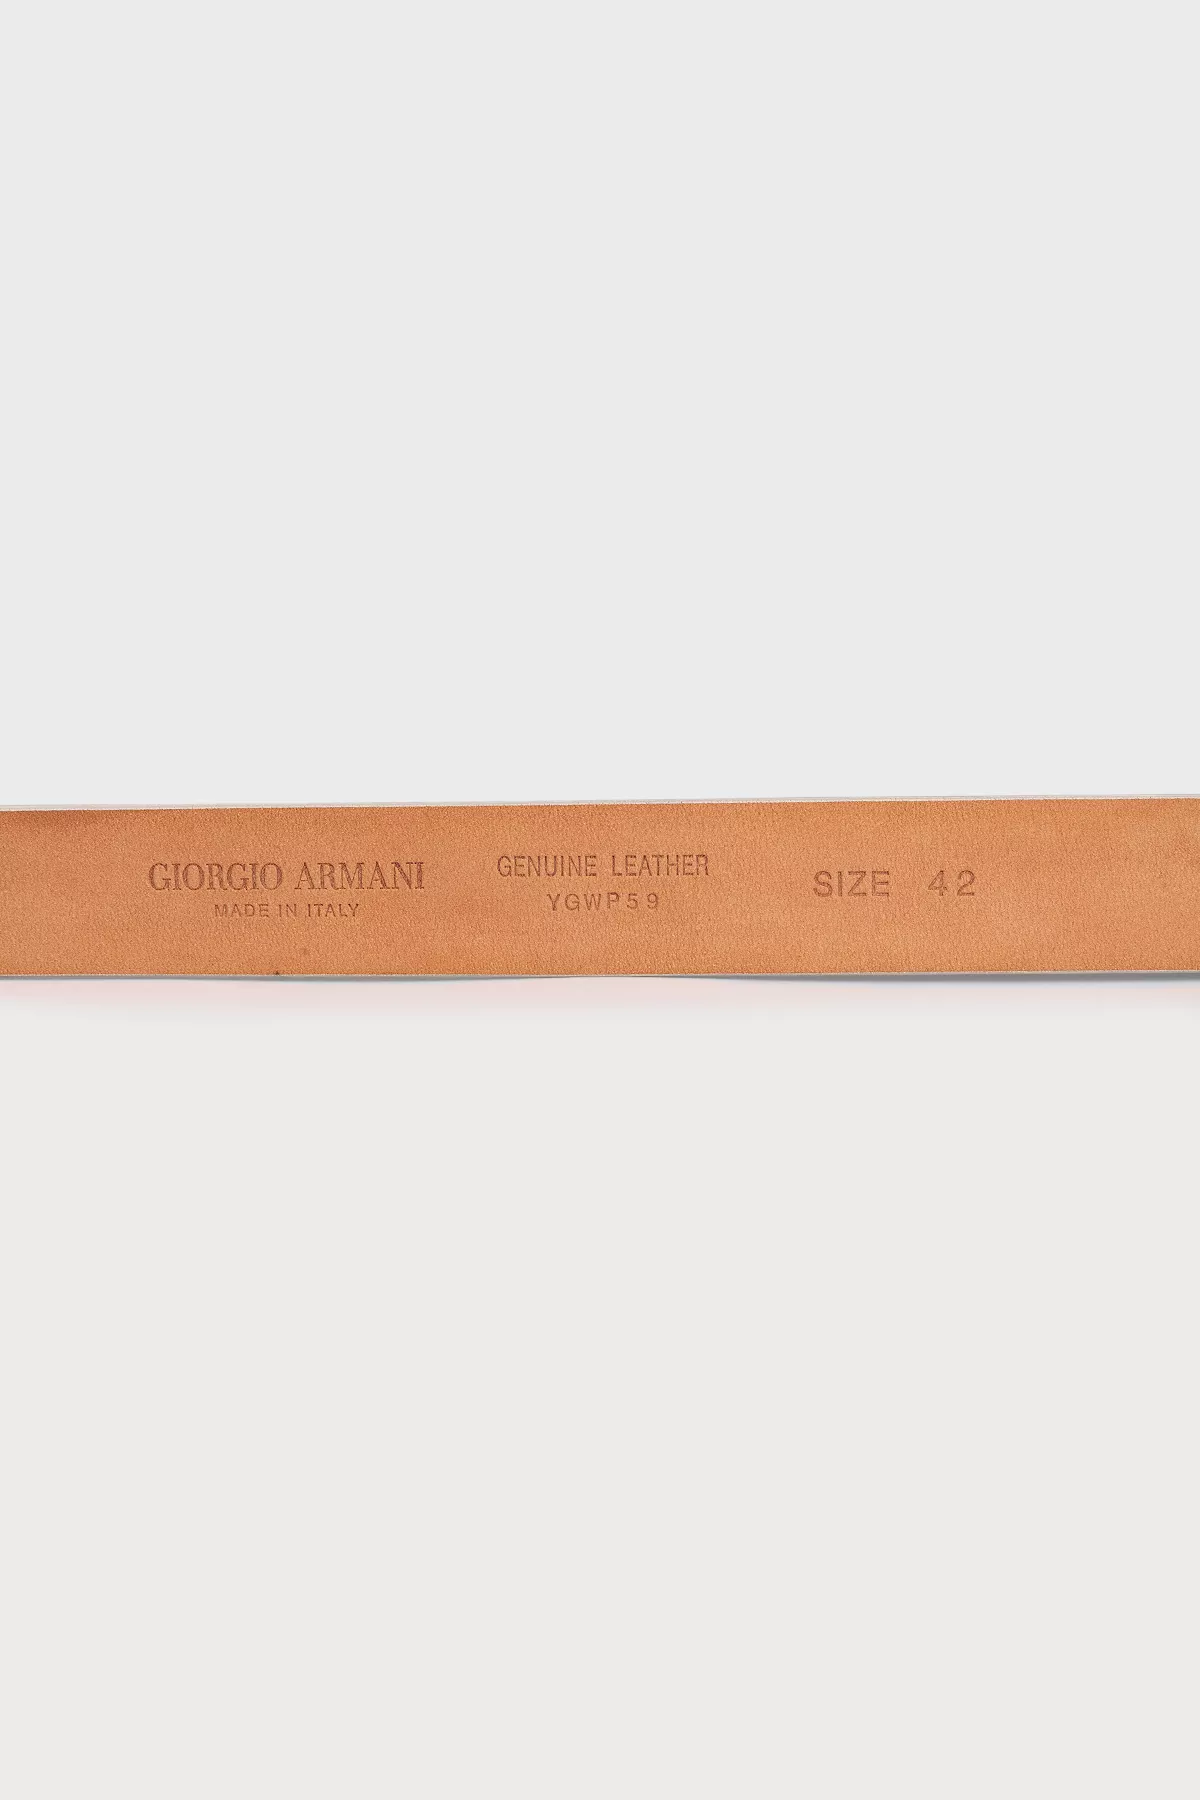 GIORGIO ARMANI
MADE IN ITALY
GENUINE LEATHER
YGWP59
SIZE 42